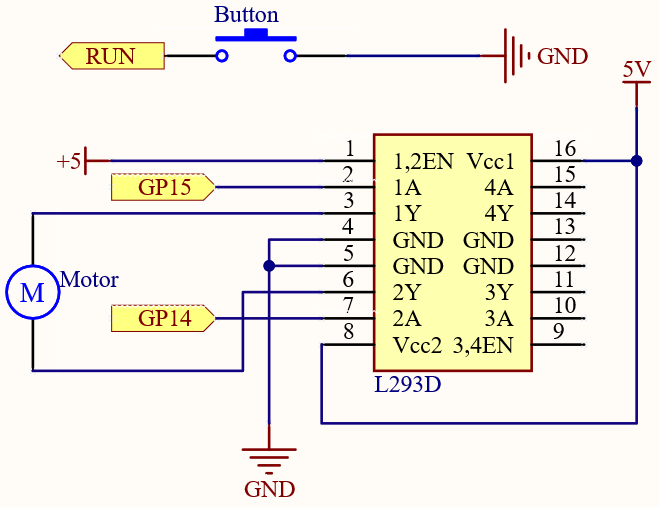 Button
RUN
GND
5V
+5
1
1,2EN
Vcc1
16
GP15
2
1A
4A
15
3
1Y
4Y
14
4
GND
GND
13
5
GND
GND
12
Motor
M
6
2Y
3Y
11
GP14
7
2A
3A
10
8
Vcc2
3,4EN
9
L293D
GND